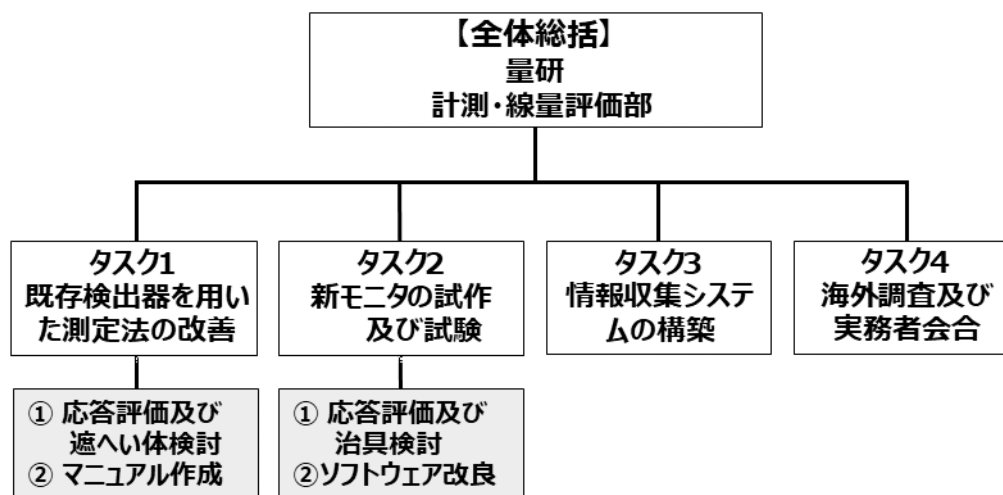 【全体総括】
量研
計測・線量評価部
タスク1
既存検出器を用い
た測定法の改善
タスク2
新モニタの試作
及び試験
タスク3
情報収集システ
ムの構築
タスク4
海外調査及び
実務者会合
① 応答評価及び
遮へい体検討
② マニュアル作成
① 応答評価及び
治具検討
②ソフトウェア改良